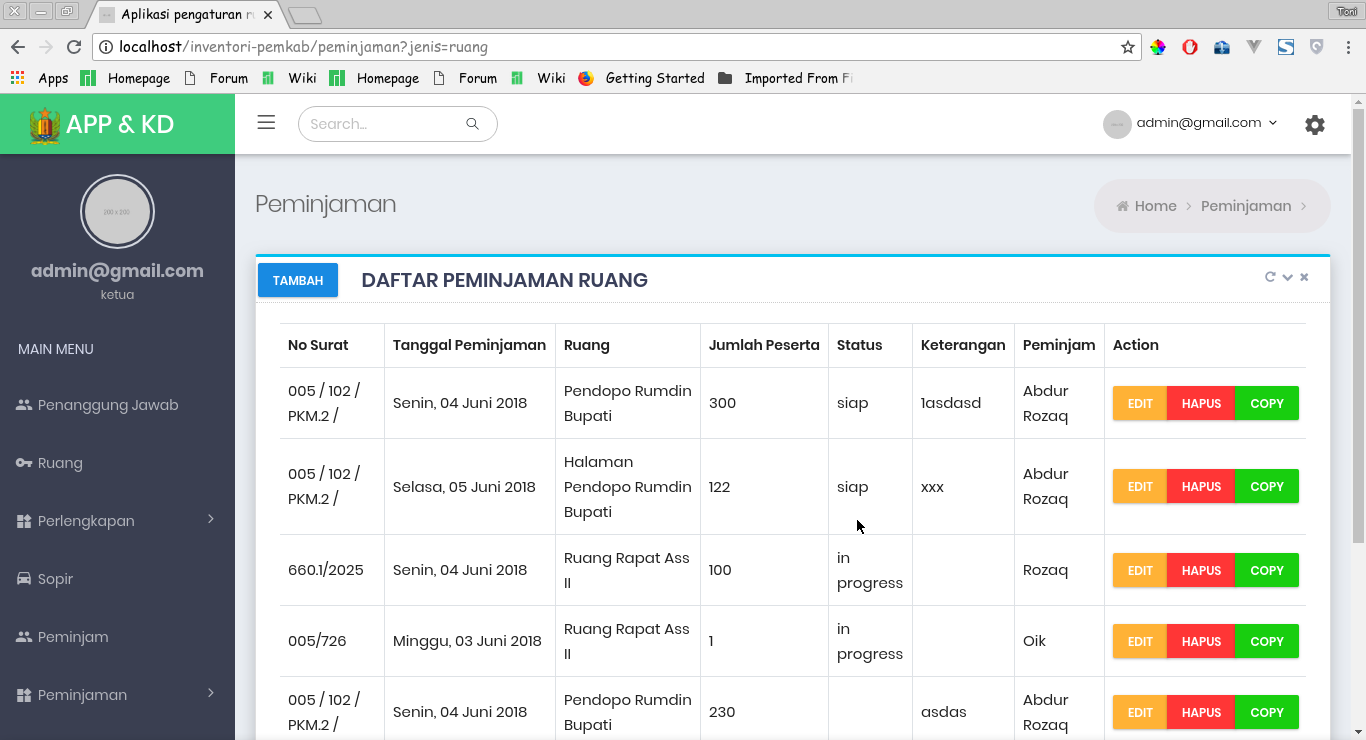 Aplikasi pengaturan ru
Toni
localhost/inventori-pemkab/peminjaman?jenis=ruang
Apps Homepage Forum Wiki Homepage Forum Wiki Getting Started Imported From Fi
APP & KD
Search...
admin@gmail.com
200 x 200
admin@gmail.com
ketua
MAIN MENU
Penanggung Jawab
Ruang
Perlengkapan
Sopir
Peminjam
Peminjaman
Peminjaman
Home > Peminjaman >
TAMBAH DAFTAR PEMINJAMAN RUANG
No Surat Tanggal Peminjaman Ruang Jumlah Peserta Status Keterangan Peminjam Action
005 / 102 /
PKM.2 /
Senin, 04 Juni 2018
Pendopo Rumdin
Bupati
300
siap
1asdasd
Abdur
Rozaq
EDIT HAPUS COPY
005 / 102 /
PKM.2 /
Selasa, 05 Juni 2018
Halaman
Pendopo Rumdin
Bupati
122
siap
xxx
Abdur
Rozaq
EDIT HAPUS COPY
660.1/2025
Senin, 04 Juni 2018
Ruang Rapat Ass
II
100
in
progress
Rozaq
EDIT HAPUS COPY
005/726
Minggu, 03 Juni 2018
Ruang Rapat Ass
II
1
in
progress
Oik
EDIT HAPUS COPY
005 / 102 /
PKM.2 /
Senin, 04 Juni 2018
Pendopo Rumdin
Bupati
230
asdas
Abdur
Rozaq
EDIT HAPUS COPY